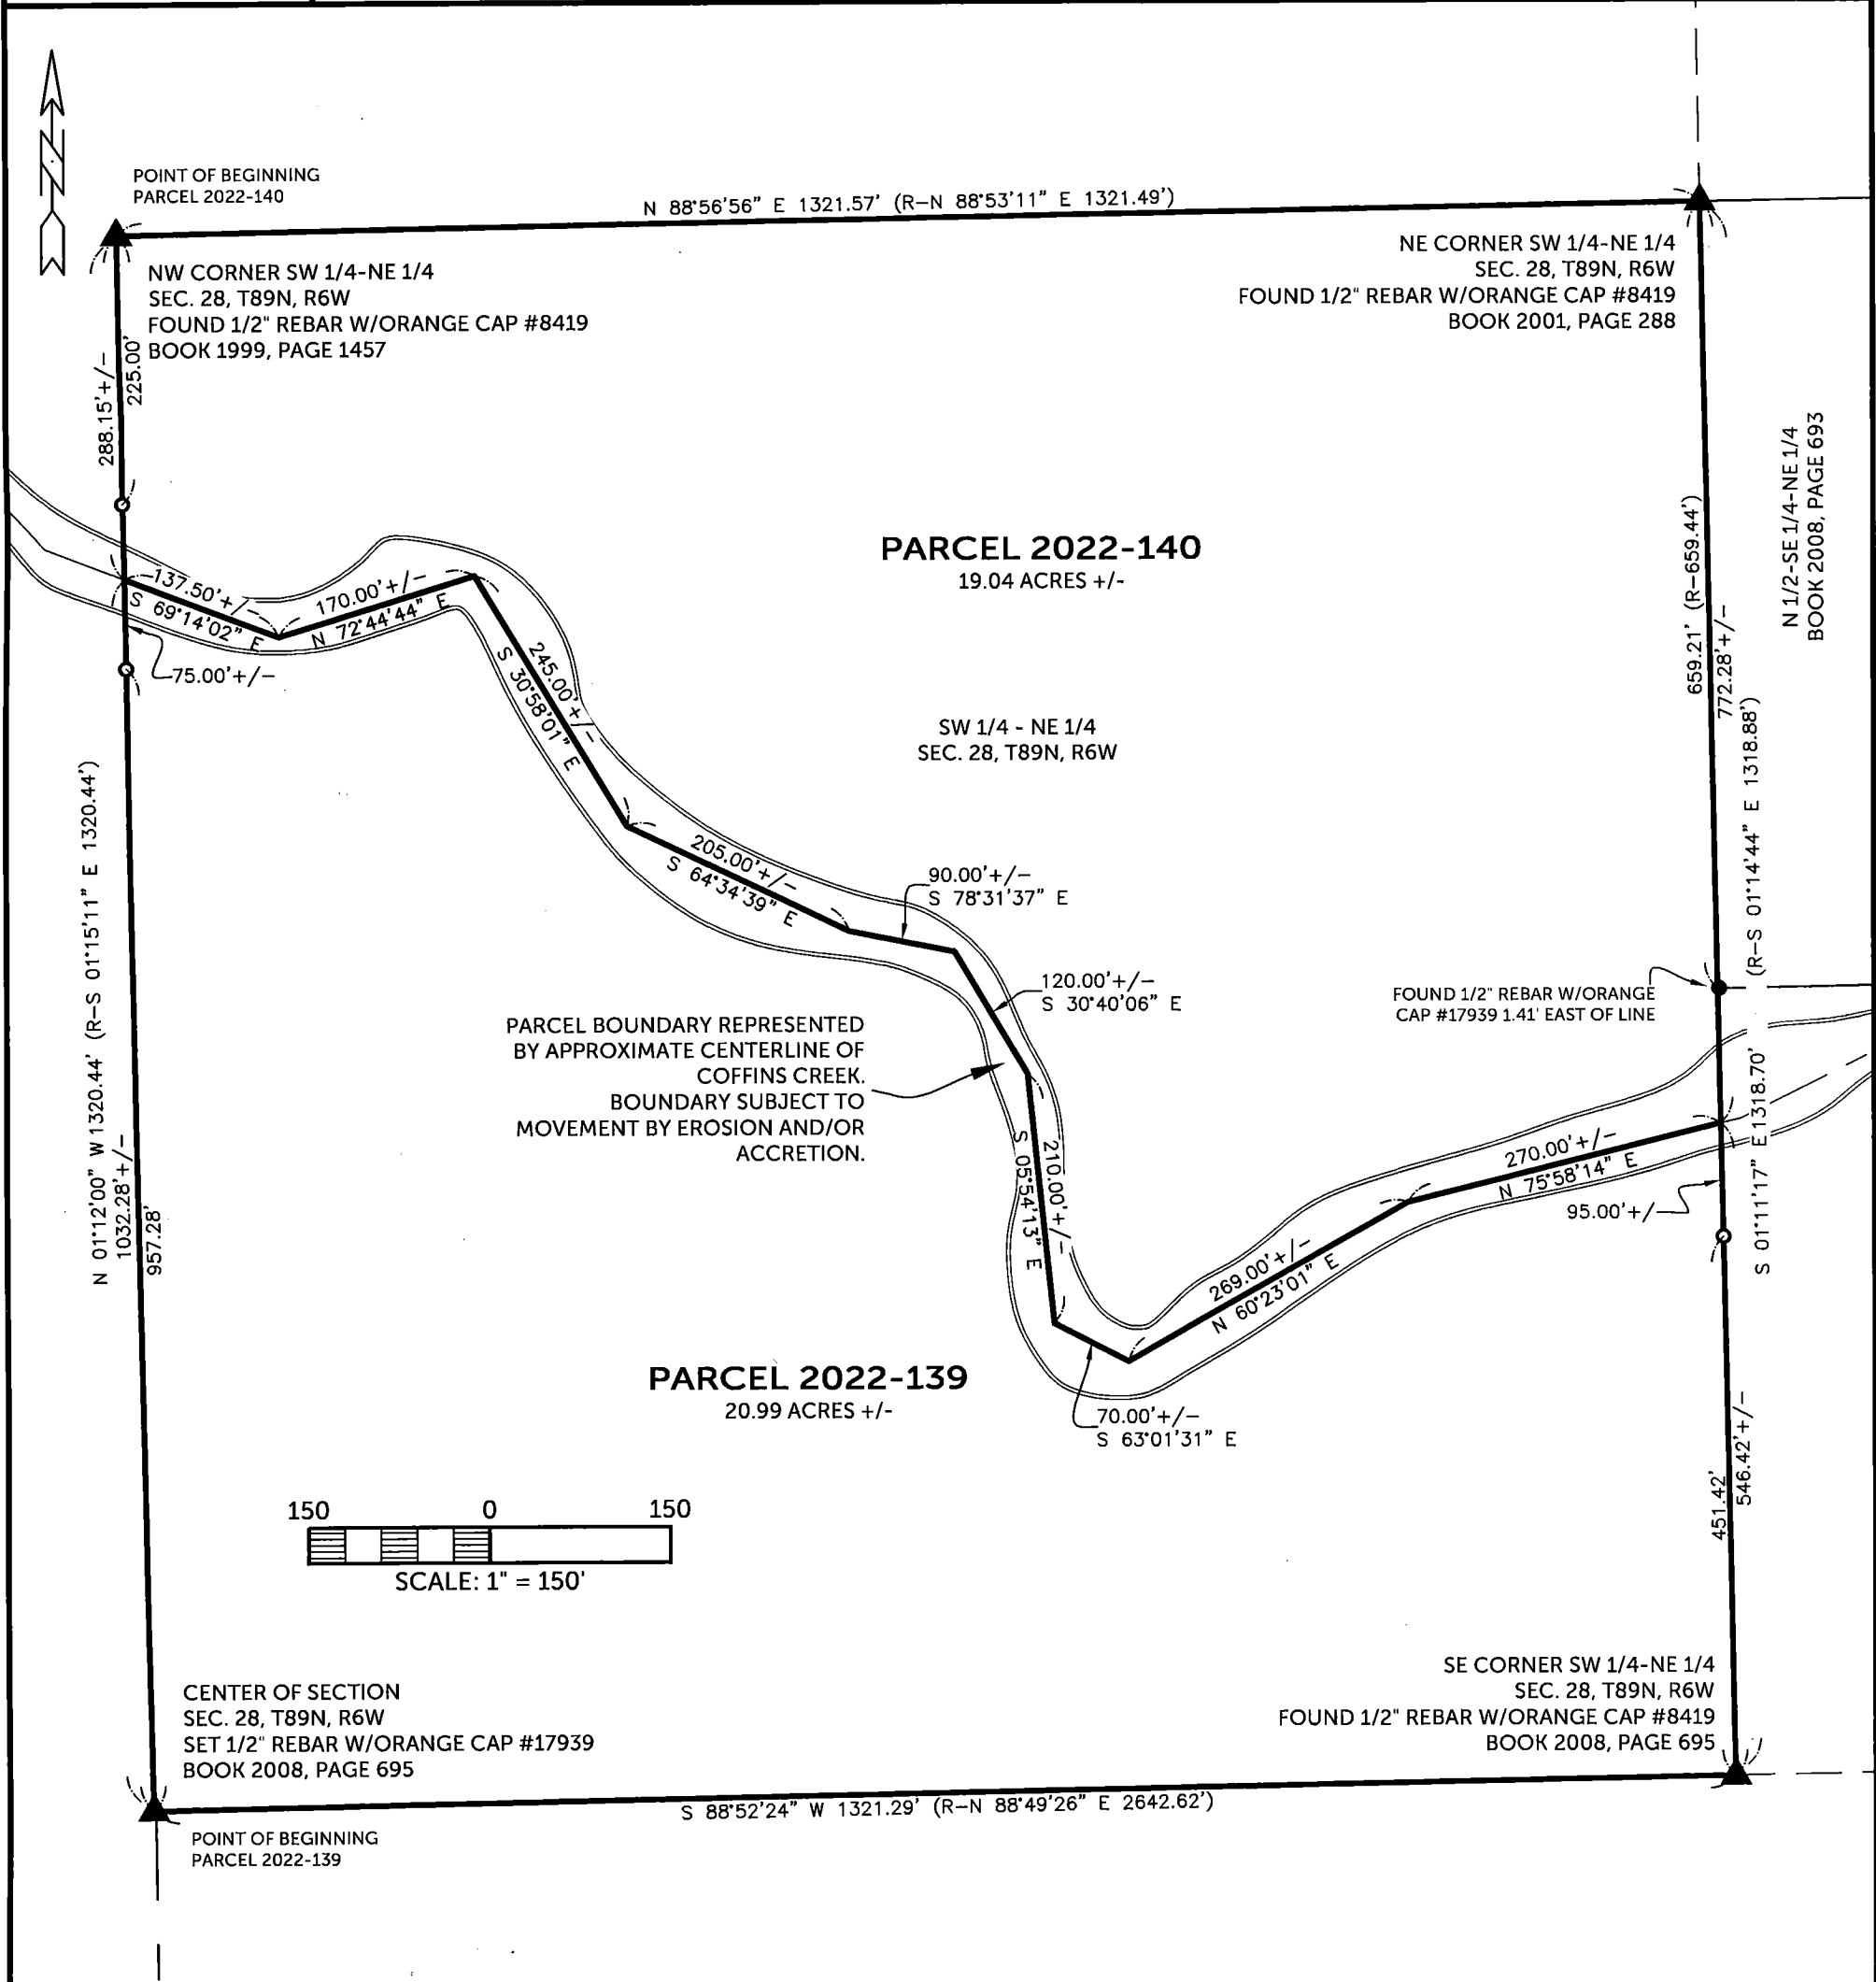 N
POINT OF BEGINNING
PARCEL 2022-140
N 88°56'56" E 1321.57' (R-N 88°53'11" E 1321.49')
NW CORNER SW 1/4-NE 1/4
SEC. 28, T89N, R6W
FOUND 1/2" REBAR W/ORANGE CAP #8419
BOOK 1999, PAGE 1457
NE CORNER SW 1/4-NE 1/4
SEC. 28, T89N, R6W
FOUND 1/2" REBAR W/ORANGE CAP #8419
BOOK 2001, PAGE 288
288.15'+/-
225.00'
N 1/2-SE 1/4-NE 1/4
BOOK 2008, PAGE 693
PARCEL 2022-140
19.04 ACRES +/-
659.21' (R-659.44')
772.28'+/-
137.50'+/-
S 69°14'02" E
170.00'+/-
N 72°44'44" E
75.00'+/-
245.00'+/-
S 30°58'01" E
SW 1/4 - NE 1/4
SEC. 28, T89N, R6W
205.00'+/-
S 64°34'39" E
90.00'+/-
S 78°31'37" E
120.00'+/-
S 30°40'06" E
FOUND 1/2" REBAR W/ORANGE
CAP #17939 1.41' EAST OF LINE
(R-S 01°14'44" E 1318.88')
S 01°11'17" E 1318.70'
PARCEL BOUNDARY REPRESENTED
BY APPROXIMATE CENTERLINE OF
COFFINS CREEK.
BOUNDARY SUBJECT TO
MOVEMENT BY EROSION AND/OR
ACCRETION.
N 01°12'00" W 1320.44' (R-S 01°15'11" E 1320.44')
1032.28'+/-
957.28'
210.00'+/-
S 05°54'13" E
270.00'+/-
N 75°58'14" E
95.00'+/-
269.00'+/-
N 60°23'01" E
PARCEL 2022-139
20.99 ACRES +/-
70.00'+/-
S 63°01'31" E
451.42'
546.42'+/-
150 0 150
SCALE: 1" = 150'
CENTER OF SECTION
SEC. 28, T89N, R6W
SET 1/2" REBAR W/ORANGE CAP #17939
BOOK 2008, PAGE 695
SE CORNER SW 1/4-NE 1/4
SEC. 28, T89N, R6W
FOUND 1/2" REBAR W/ORANGE CAP #8419
BOOK 2008, PAGE 695
S 88°52'24" W 1321.29' (R-N 88°49'26" E 2642.62')
POINT OF BEGINNING
PARCEL 2022-139